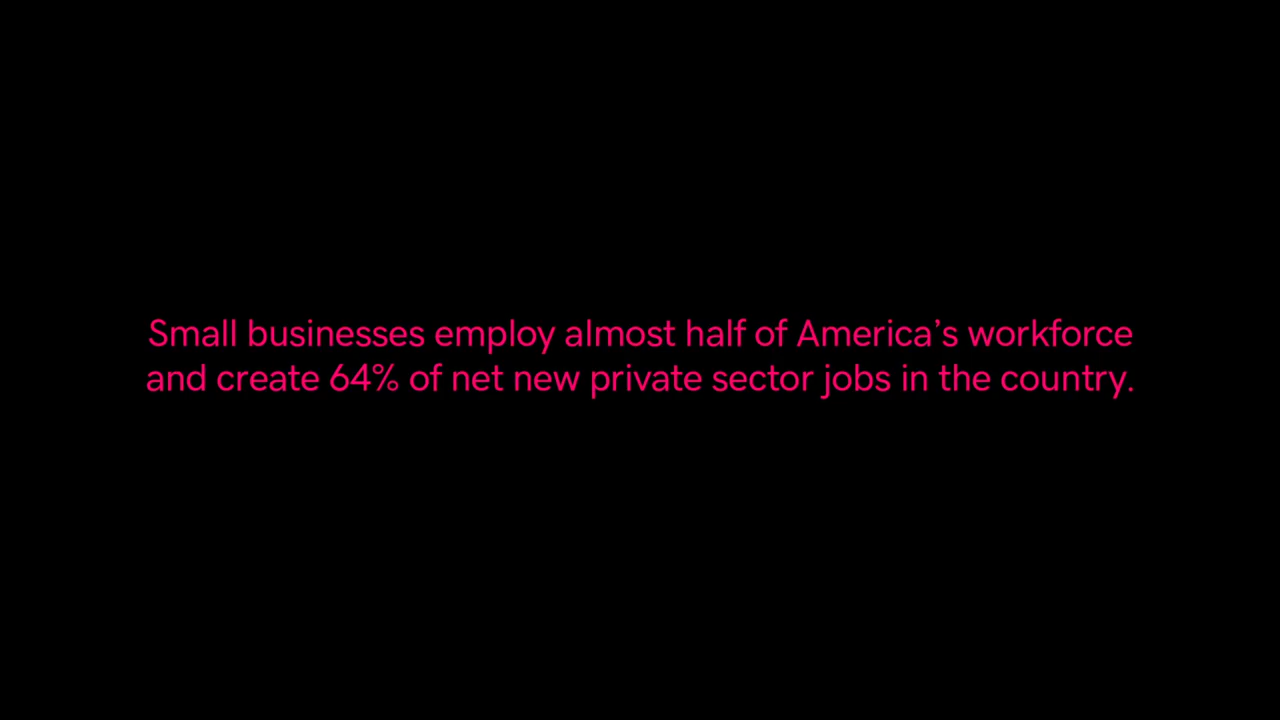 Small businesses employ almost half of America’s workforce
and create 64% of net new private sector jobs in the country.